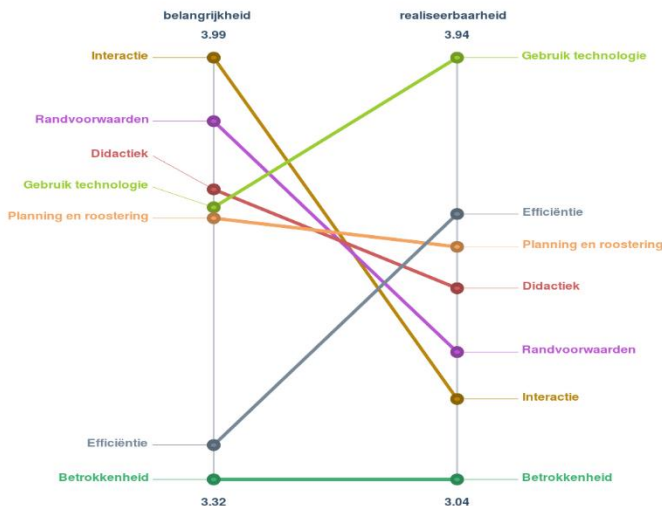 belangrijkheid
realiseerbaarheid
3.99
3.94
Interactie
Gebruik technologie
Randvoorwaarden
Didactiek
Gebruik technologie
Efficiëntie
Planning en roostering
Planning en roostering
Didactiek
Randvoorwaarden
Interactie
Efficiëntie
Betrokkenheid
Betrokkenheid
3.32
3.04